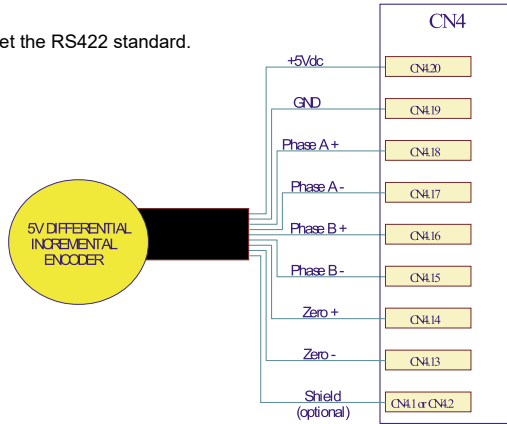 CN4
et the RS422 standard.
+5Vdc
CN4.20
GND
CN4.19
Phase A +
CN4.18
Phase A -
CN4.17
Phase B +
CN4.16
5V DIFFERENTIAL
INCREMENTAL
ENCODER
Phase B -
CN4.15
Zero +
CN4.14
Zero -
CN4.13
Shield
(optional)
CN4.1 or CN4.2